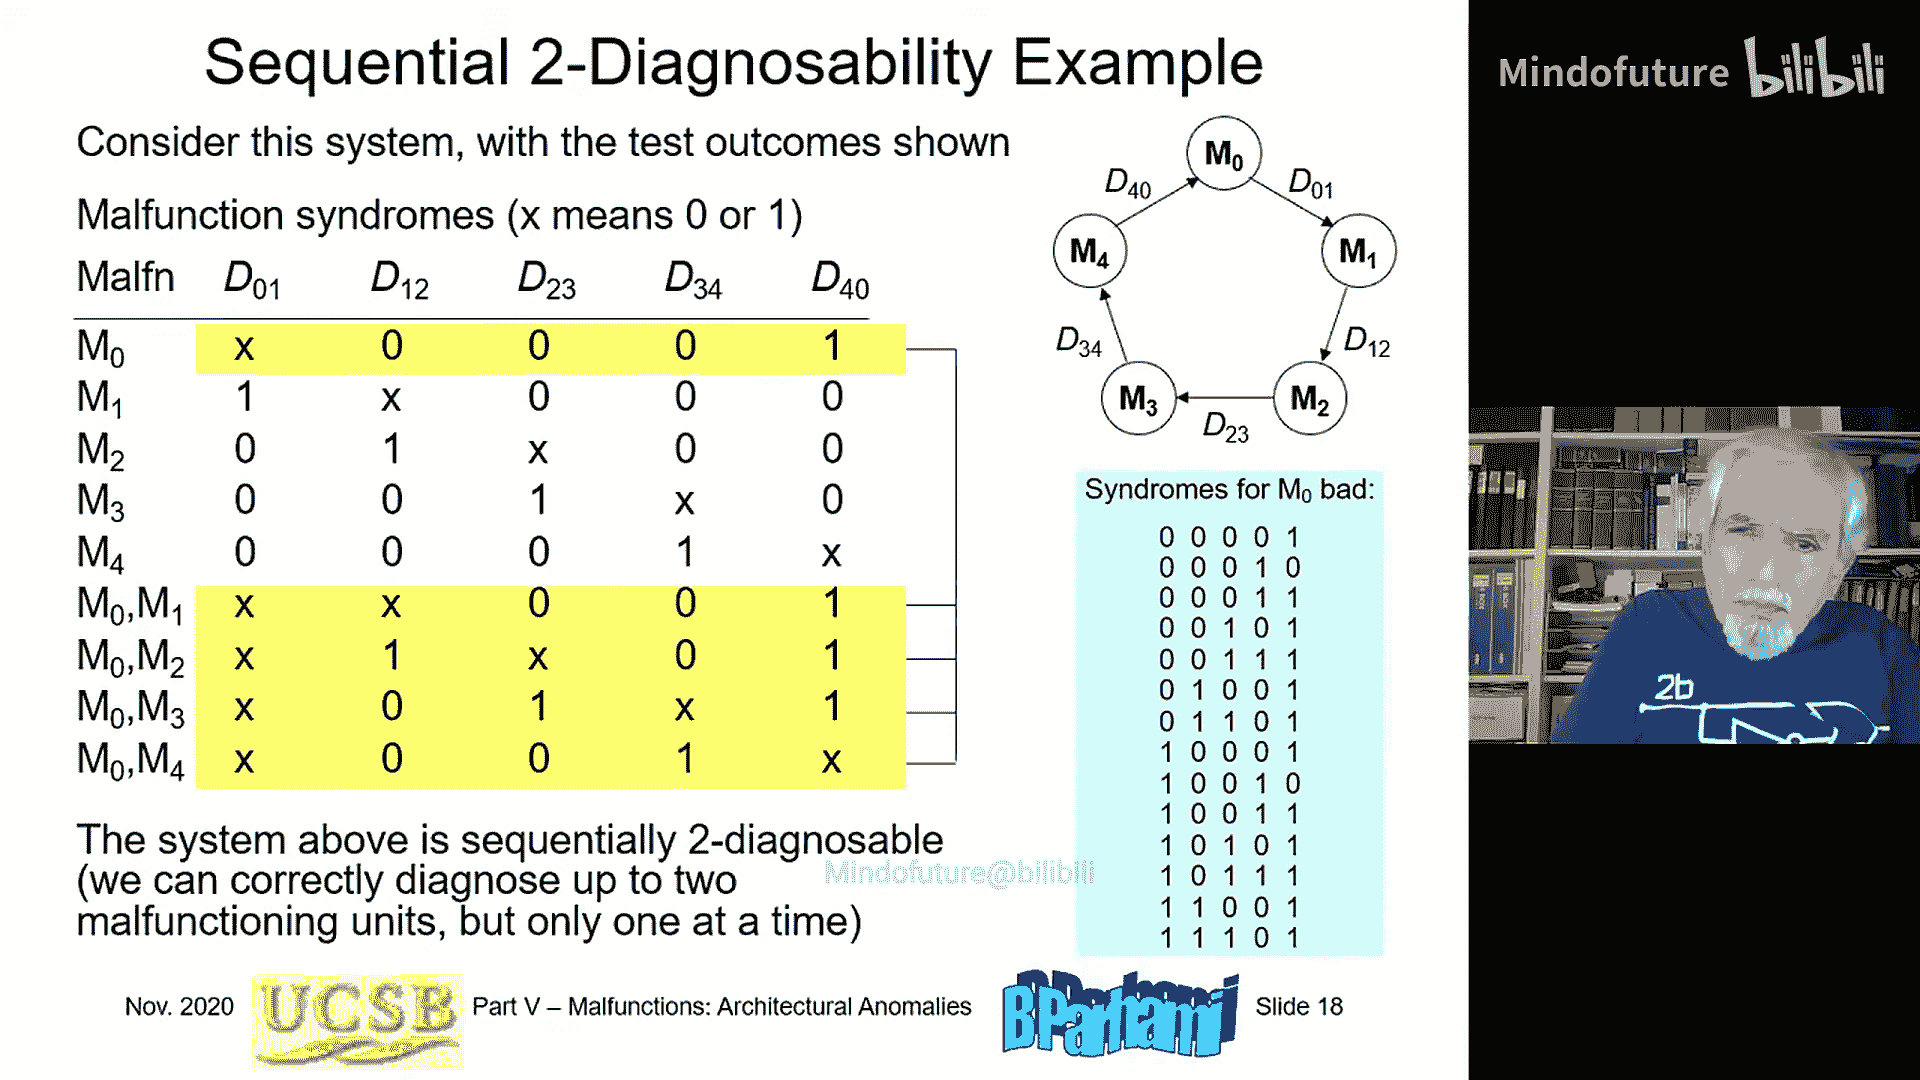 Sequential 2-Diagnosability Example
Mindofuture bilibili
Consider this system, with the test outcomes shown
Malfunction syndromes (x means 0 or 1)
Malfn D01 D12 D23 D34 D40
M0 x 0 0 0 1
M1 1 x 0 0 0
M2 0 1 x 0 0
M3 0 0 1 x 0
M4 0 0 0 1 x
M0,M1 x x 0 0 1
M0,M2 x 1 x 0 1
M0,M3 x 0 1 x 1
M0,M4 x 0 0 1 x
The system above is sequentially 2-diagnosable
(we can correctly diagnose up to two
malfunctioning units, but only one at a time)
M0
D40
D01
M4
M1
D34
D12
M3
M2
D23
Syndromes for M0 bad:
0 0 0 0 1
0 0 0 1 0
0 0 0 1 1
0 0 1 0 1
0 0 1 1 1
0 1 0 0 1
0 1 1 0 1
1 0 0 0 1
1 0 0 1 0
1 0 0 1 1
1 0 1 0 1
1 0 1 1 1
1 1 0 0 1
1 1 1 0 1
Mindofuture@bilibili
2b
Nov. 2020
UCSB
Part V – Malfunctions: Architectural Anomalies
B Parhami
Slide 18